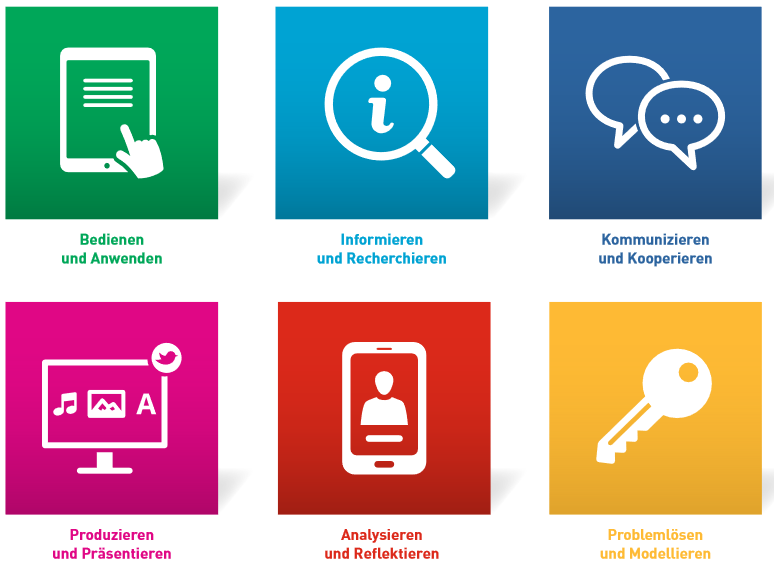 Bedienen
und Anwenden
i
Informieren
und Recherchieren
Kommunizieren
und Kooperieren
A
Produzieren
und Präsentieren
Analysieren
und Reflektieren
Problemlösen
und Modellieren